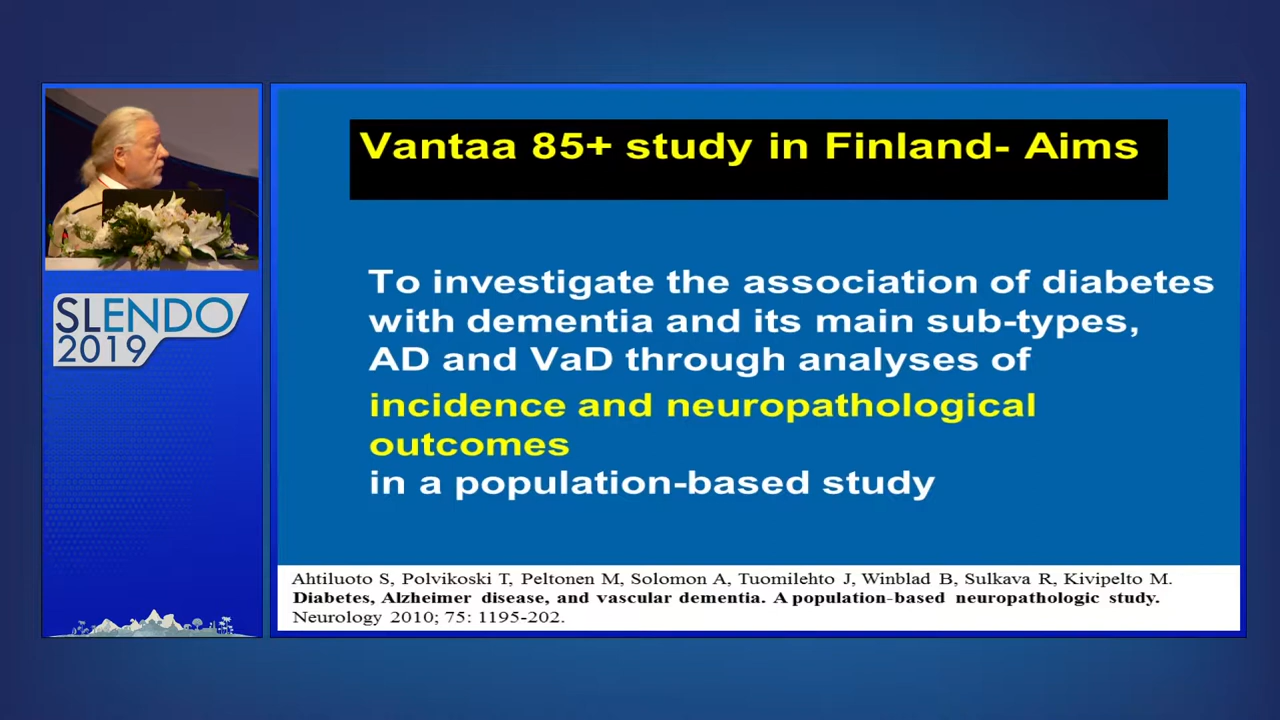 Vantaa 85+ study in Finland- Aims
SLENDO
2019
To investigate the association of diabetes
with dementia and its main sub-types,
AD and VaD through analyses of
incidence and neuropathological
outcomes
in a population-based study
Ahtiluoto S, Polvikoski T, Peltonen M, Solomon A, Tuomilehto J, Winblad B, Sulkava R, Kivipelto M.
Diabetes, Alzheimer disease, and vascular dementia. A population-based neuropathologic study.
Neurology 2010; 75: 1195-202.